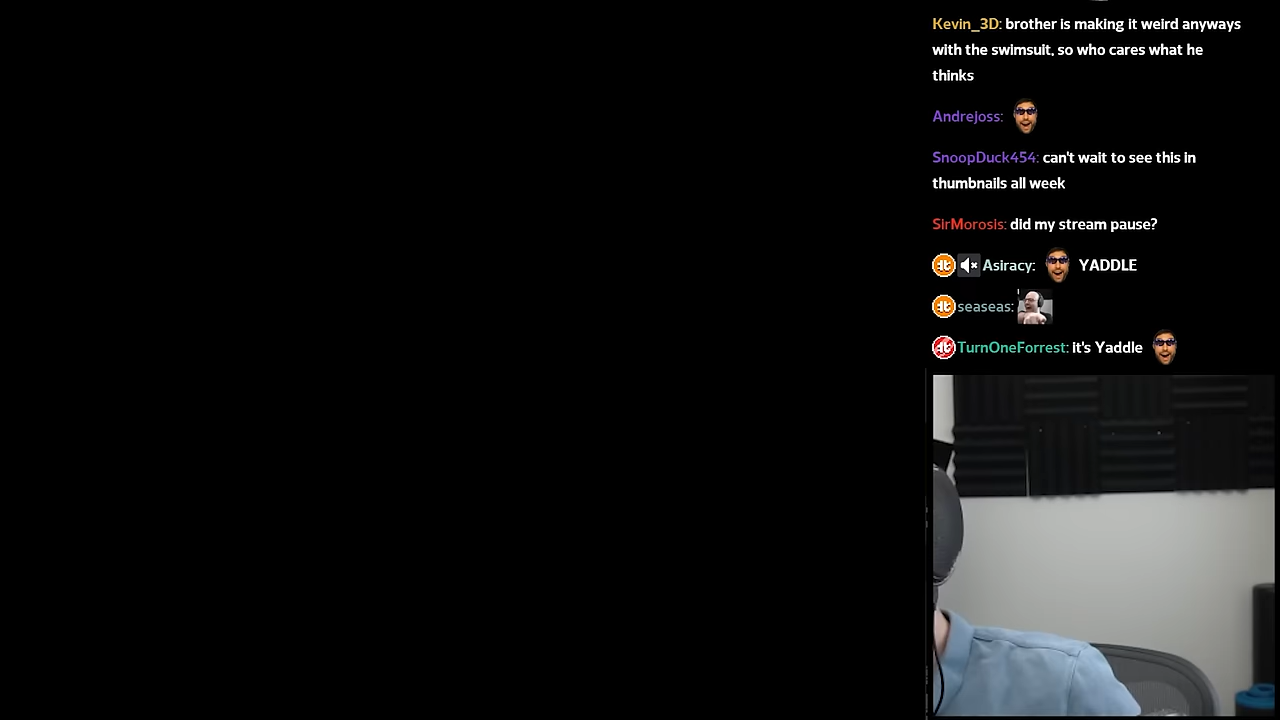 Kevin_3D: brother is making it weird anyways
with the swimsuit, so who cares what he
thinks
Andrejoss:
SnoopDuck454: can't wait to see this in
thumbnails all week
SirMorosis: did my stream pause?
Asiracy: YADDLE
seaseas:
TurnOneForrest: it's Yaddle